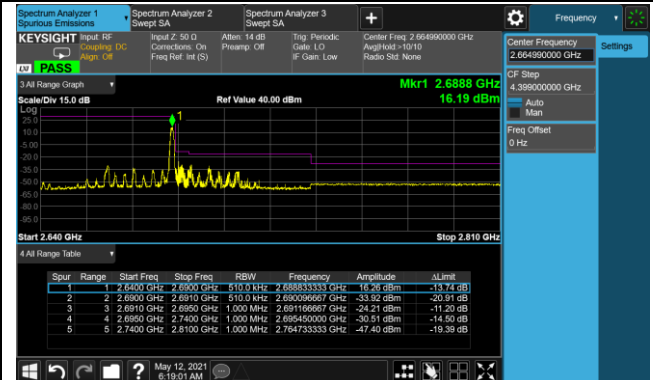 Spectrum Analyzer 1
Spurious Emissions
Spectrum Analyzer 2
Swept SA
Spectrum Analyzer 3
Swept SA
Frequency
KEYSIGHT
Input: RF
Coupling: DC
Align: Off
Input Z: 50 Ω
Corrections: On
Freq Ref: Int (S)
Atten: 14 dB
Preamp: Off
Trig: Periodic
Gate: LO
IF Gain: Low
Center Freq: 2.664990000 GHz
Avg|Hold:>10/10
Radio Std: None
LXI PASS
Center Frequency
2.664990000 GHz
Settings
CF Step
4.399000000 GHz
Auto
Man
Freq Offset
0 Hz
3 All Range Graph
Mkr1 2.6888 GHz
Scale/Div 15.0 dB
Ref Value 40.00 dBm
16.19 dBm
Log
25.0
10.0
-5.00
-20.0
-35.0
-50.0
-65.0
-80.0
-95.0
1
Start 2.640 GHz
Stop 2.810 GHz
4 All Range Table
Spur Range Start Freq Stop Freq RBW Frequency Amplitude ΔLimit
1 1 2.6400 GHz 2.6900 GHz 510.0 kHz 2.688833333 GHz 16.26 dBm -13.74 dB
2 2 2.6900 GHz 2.6910 GHz 510.0 kHz 2.690096667 GHz -33.92 dBm -20.91 dB
3 3 2.6910 GHz 2.6950 GHz 1.000 MHz 2.691166667 GHz -24.21 dBm -11.20 dB
4 4 2.6950 GHz 2.7400 GHz 1.000 MHz 2.695450000 GHz -30.51 dBm -14.50 dB
5 5 2.7400 GHz 2.8100 GHz 1.000 MHz 2.764733333 GHz -47.40 dBm -19.39 dB
May 12, 2021
6:19:01 AM